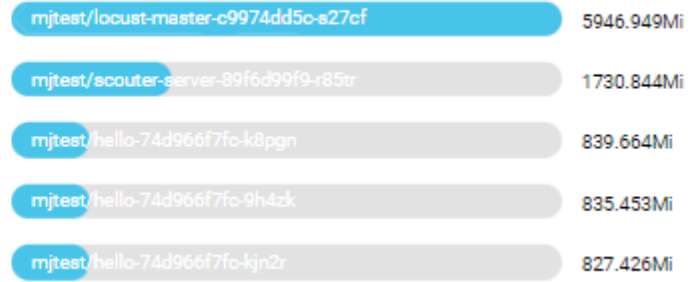 mjtest/locust-master-c9974dd5c-s27cf 5946.949Mi
mjtest/scouter-server-89f6d99f9-r85tr 1730.844Mi
mjtest/hello-74d966f7fc-k8pgn 839.664Mi
mjtest/hello-74d966f7fc-9h4zk 835.453Mi
mjtest/hello-74d966f7fc-kjn2r 827.426Mi